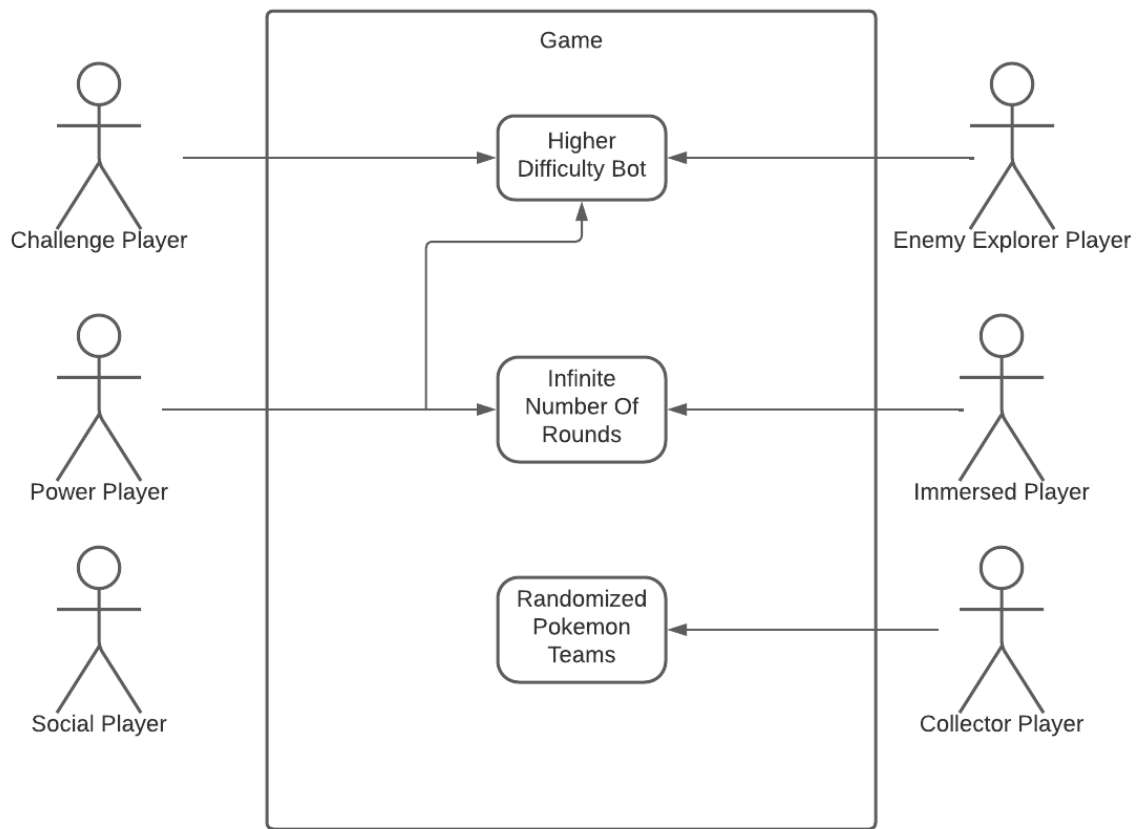 Game
Higher
Difficulty Bot
Challenge Player
Enemy Explorer Player
Infinite
Number Of
Rounds
Power Player
Immersed Player
Randomized
Pokemon
Teams
Social Player
Collector Player